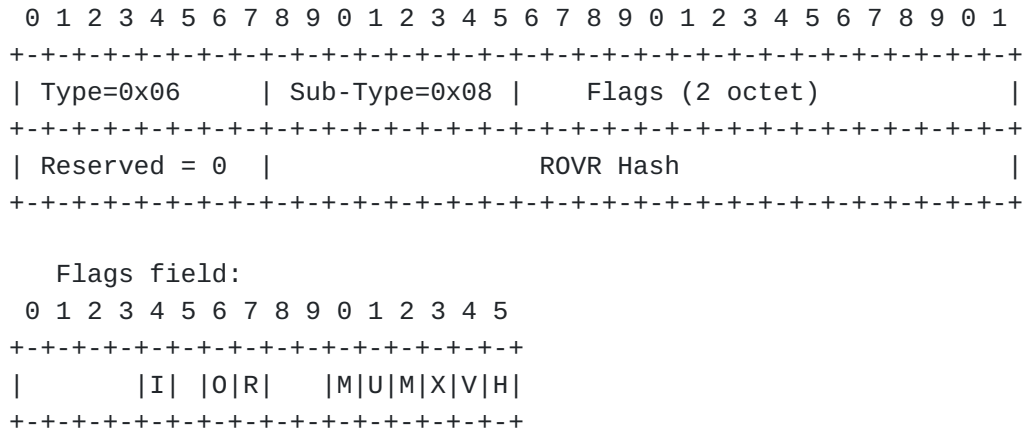 0 1 2 3 4 5 6 7 8 9 0 1 2 3 4 5 6 7 8 9 0 1 2 3 4 5 6 7 8 9 0 1
+-+-+-+-+-+-+-+-+-+-+-+-+-+-+-+-+-+-+-+-+-+-+-+-+-+-+-+-+-+-+-+-+
| Type=0x06     | Sub-Type=0x08 |    Flags (2 octet)            |
+-+-+-+-+-+-+-+-+-+-+-+-+-+-+-+-+-+-+-+-+-+-+-+-+-+-+-+-+-+-+-+-+
| Reserved = 0  |                 ROVR Hash                     |
+-+-+-+-+-+-+-+-+-+-+-+-+-+-+-+-+-+-+-+-+-+-+-+-+-+-+-+-+-+-+-+-+

   Flags field:
 0 1 2 3 4 5 6 7 8 9 0 1 2 3 4 5
+-+-+-+-+-+-+-+-+-+-+-+-+-+-+-+-+
|       |I| |O|R|   |M|U|M|X|V|H|
+-+-+-+-+-+-+-+-+-+-+-+-+-+-+-+-+